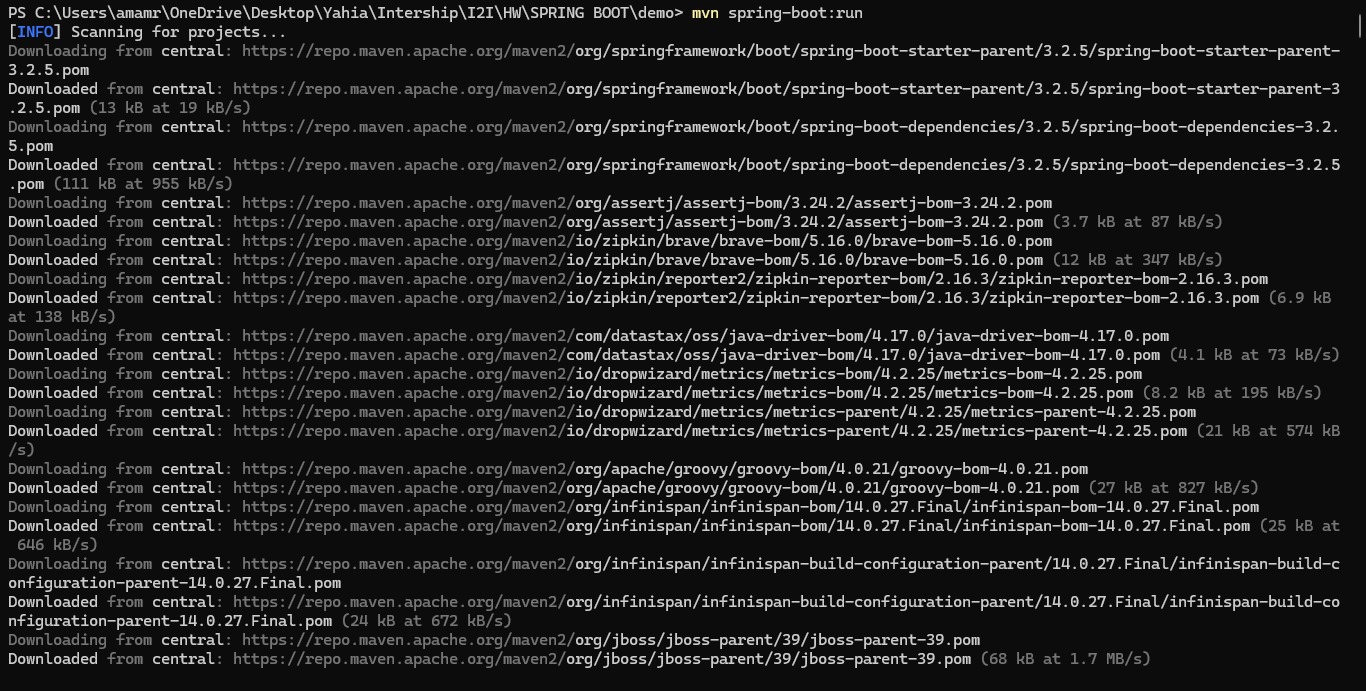 PS C:\Users\amamr\OneDrive\Desktop\Yahia\Intership\I2I\HW\SPRING BOOT\demo> mvn spring-boot:run
[INFO] Scanning for projects...
Downloading from central: https://repo.maven.apache.org/maven2/org/springframework/boot/spring-boot-starter-parent/3.2.5/spring-boot-starter-parent-
3.2.5.pom
Downloaded from central: https://repo.maven.apache.org/maven2/org/springframework/boot/spring-boot-starter-parent/3.2.5/spring-boot-starter-parent-3
.2.5.pom (13 kB at 19 kB/s)
Downloading from central: https://repo.maven.apache.org/maven2/org/springframework/boot/spring-boot-dependencies/3.2.5/spring-boot-dependencies-3.2.
5.pom
Downloaded from central: https://repo.maven.apache.org/maven2/org/springframework/boot/spring-boot-dependencies/3.2.5/spring-boot-dependencies-3.2.5
.pom (111 kB at 955 kB/s)
Downloading from central: https://repo.maven.apache.org/maven2/org/assertj/assertj-bom/3.24.2/assertj-bom-3.24.2.pom
Downloaded from central: https://repo.maven.apache.org/maven2/org/assertj/assertj-bom/3.24.2/assertj-bom-3.24.2.pom (3.7 kB at 87 kB/s)
Downloading from central: https://repo.maven.apache.org/maven2/io/zipkin/brave/brave-bom/5.16.0/brave-bom-5.16.0.pom
Downloaded from central: https://repo.maven.apache.org/maven2/io/zipkin/brave/brave-bom/5.16.0/brave-bom-5.16.0.pom (12 kB at 347 kB/s)
Downloading from central: https://repo.maven.apache.org/maven2/io/zipkin/reporter2/zipkin-reporter-bom/2.16.3/zipkin-reporter-bom-2.16.3.pom
Downloaded from central: https://repo.maven.apache.org/maven2/io/zipkin/reporter2/zipkin-reporter-bom/2.16.3/zipkin-reporter-bom-2.16.3.pom (6.9 kB
at 138 kB/s)
Downloading from central: https://repo.maven.apache.org/maven2/com/datastax/oss/java-driver-bom/4.17.0/java-driver-bom-4.17.0.pom
Downloaded from central: https://repo.maven.apache.org/maven2/com/datastax/oss/java-driver-bom/4.17.0/java-driver-bom-4.17.0.pom (4.1 kB at 73 kB/s)
Downloading from central: https://repo.maven.apache.org/maven2/io/dropwizard/metrics/metrics-bom/4.2.25/metrics-bom-4.2.25.pom
Downloaded from central: https://repo.maven.apache.org/maven2/io/dropwizard/metrics/metrics-bom/4.2.25/metrics-bom-4.2.25.pom (8.2 kB at 195 kB/s)
Downloading from central: https://repo.maven.apache.org/maven2/io/dropwizard/metrics/metrics-parent/4.2.25/metrics-parent-4.2.25.pom
Downloaded from central: https://repo.maven.apache.org/maven2/io/dropwizard/metrics/metrics-parent/4.2.25/metrics-parent-4.2.25.pom (21 kB at 574 kB
/s)
Downloading from central: https://repo.maven.apache.org/maven2/org/apache/groovy/groovy-bom/4.0.21/groovy-bom-4.0.21.pom
Downloaded from central: https://repo.maven.apache.org/maven2/org/apache/groovy/groovy-bom/4.0.21/groovy-bom-4.0.21.pom (27 kB at 827 kB/s)
Downloading from central: https://repo.maven.apache.org/maven2/org/infinispan/infinispan-bom/14.0.27.Final/infinispan-bom-14.0.27.Final.pom
Downloaded from central: https://repo.maven.apache.org/maven2/org/infinispan/infinispan-bom/14.0.27.Final/infinispan-bom-14.0.27.Final.pom (25 kB at
 646 kB/s)
Downloading from central: https://repo.maven.apache.org/maven2/org/infinispan/infinispan-build-configuration-parent/14.0.27.Final/infinispan-build-c
onfiguration-parent-14.0.27.Final.pom
Downloaded from central: https://repo.maven.apache.org/maven2/org/infinispan/infinispan-build-configuration-parent/14.0.27.Final/infinispan-build-co
nfiguration-parent-14.0.27.Final.pom (24 kB at 672 kB/s)
Downloading from central: https://repo.maven.apache.org/maven2/org/jboss/jboss-parent/39/jboss-parent-39.pom
Downloaded from central: https://repo.maven.apache.org/maven2/org/jboss/jboss-parent/39/jboss-parent-39.pom (68 kB at 1.7 MB/s)